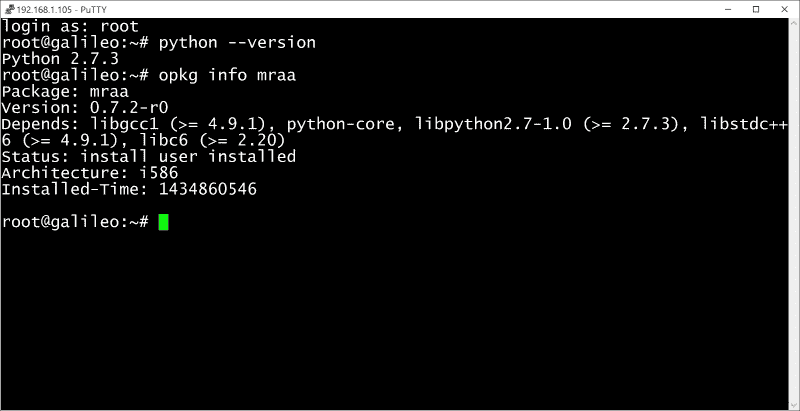 192.168.1.105 - PuTTY
login as: root
root@galileo:~# python --version
Python 2.7.3
root@galileo:~# opkg info mraa
Package: mraa
Version: 0.7.2-r0
Depends: libgcc1 (>= 4.9.1), python-core, libpython2.7-1.0 (>= 2.7.3), libstdc++
6 (>= 4.9.1), libc6 (>= 2.20)
Status: install user installed
Architecture: i586
Installed-Time: 1434860546
root@galileo:~#